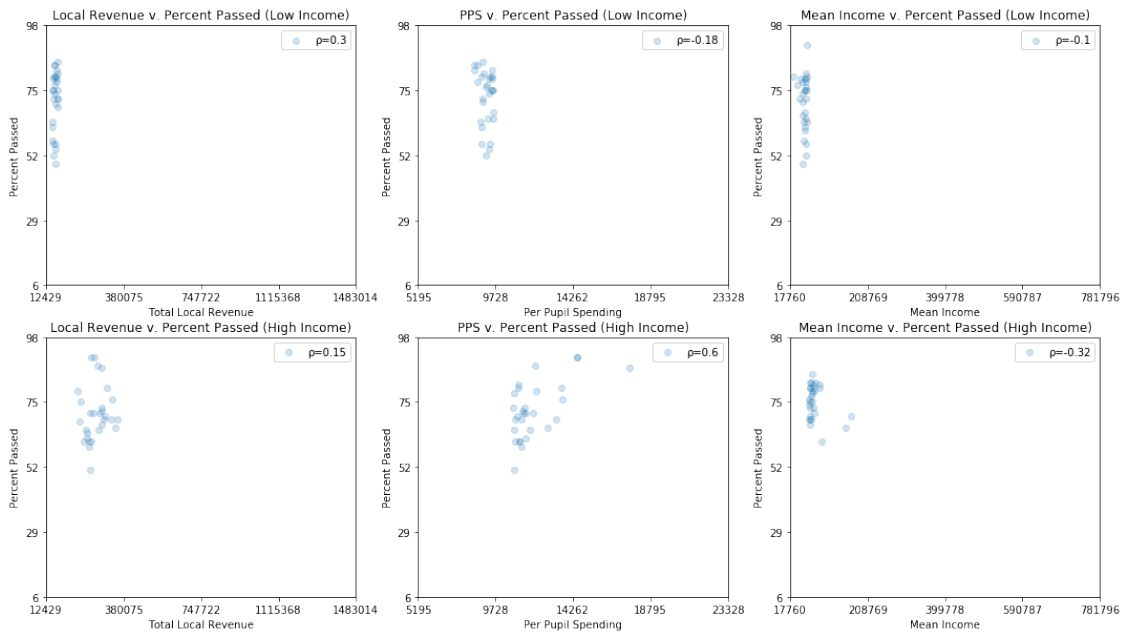 Local Revenue v. Percent Passed (Low Income)
98
75
52
29
6
Percent Passed
ρ=0.3
12429 380075 747722 1115368 1483014
Total Local Revenue
PPS v. Percent Passed (Low Income)
98
75
52
29
6
Percent Passed
ρ=-0.18
5195 9728 14262 18795 23328
Per Pupil Spending
Mean Income v. Percent Passed (Low Income)
98
75
52
29
6
Percent Passed
ρ=-0.1
17760 208769 399778 590787 781796
Mean Income
Local Revenue v. Percent Passed (High Income)
98
75
52
29
6
Percent Passed
ρ=0.15
12429 380075 747722 1115368 1483014
Total Local Revenue
PPS v. Percent Passed (High Income)
98
75
52
29
6
Percent Passed
ρ=0.6
5195 9728 14262 18795 23328
Per Pupil Spending
Mean Income v. Percent Passed (High Income)
98
75
52
29
6
Percent Passed
ρ=-0.32
17760 208769 399778 590787 781796
Mean Income